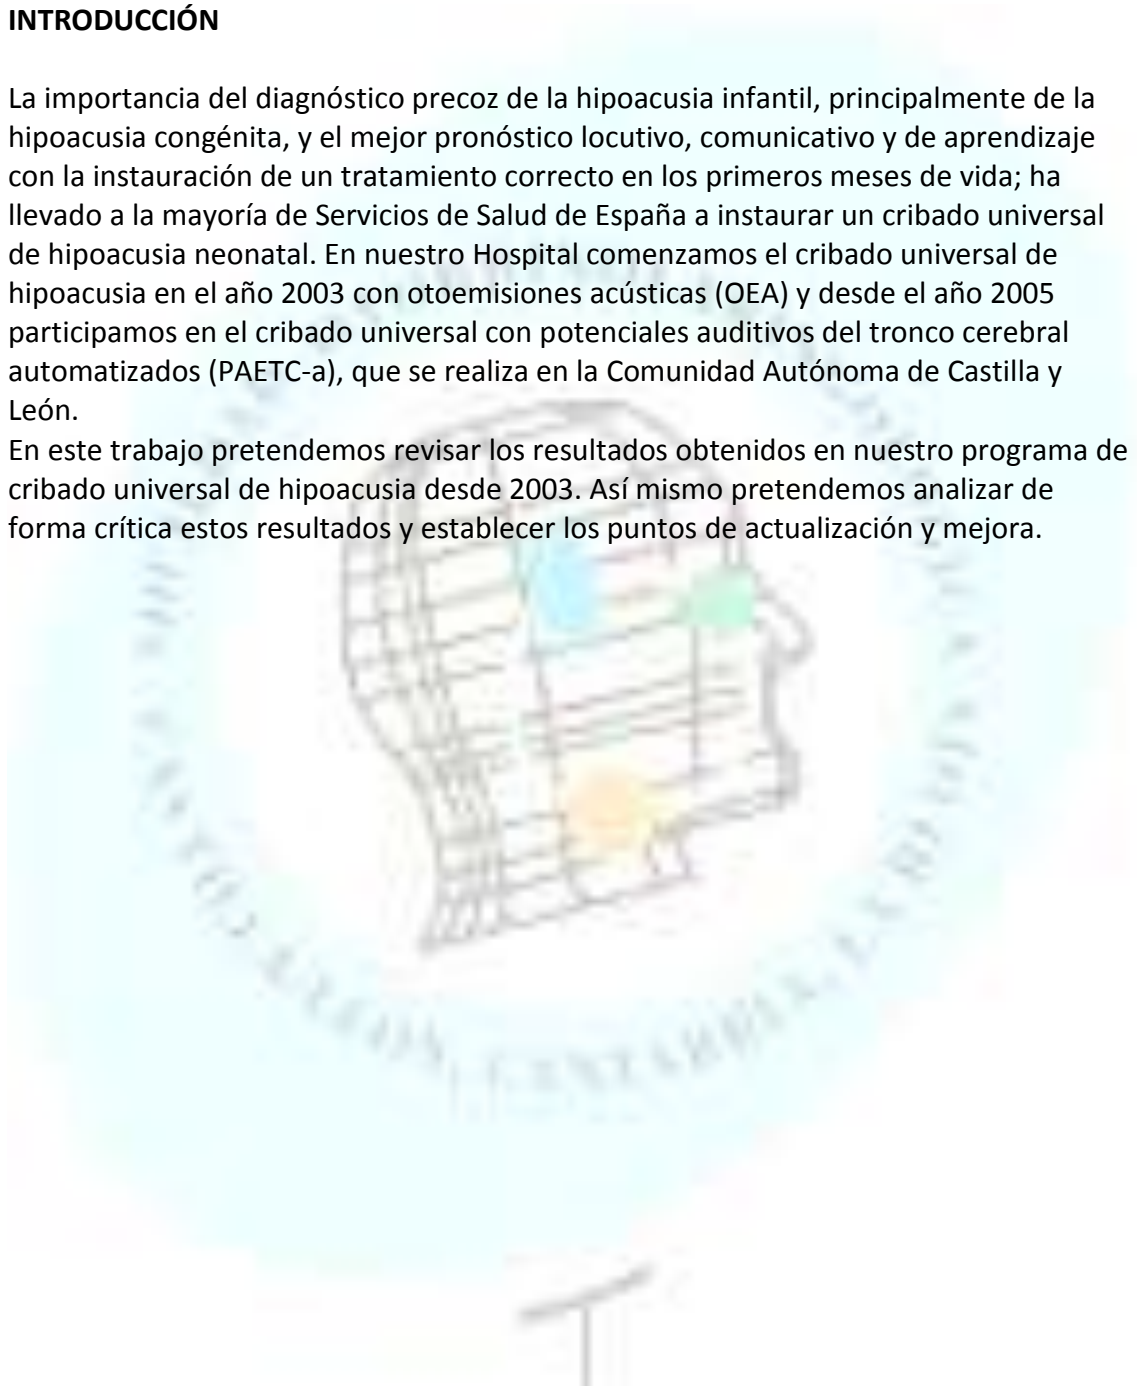 INTRODUCCIÓN
La importancia del diagnóstico precoz de la hipoacusia infantil, principalmente de la
hipoacusia congénita, y el mejor pronóstico locutivo, comunicativo y de aprendizaje
con la instauración de un tratamiento correcto en los primeros meses de vida; ha
llevado a la mayoría de Servicios de Salud de España a instaurar un cribado universal
de hipoacusia neonatal. En nuestro Hospital comenzamos el cribado universal de
hipoacusia en el año 2003 con otoemisiones acústicas (OEA) y desde el año 2005
participamos en el cribado universal con potenciales auditivos del tronco cerebral
automatizados (PAETC-a), que se realiza en la Comunidad Autónoma de Castilla y
León.
En este trabajo pretendemos revisar los resultados obtenidos en nuestro programa de
cribado universal de hipoacusia desde 2003. Así mismo pretendemos analizar de
forma crítica estos resultados y establecer los puntos de actualización y mejora.
CANTABRIA